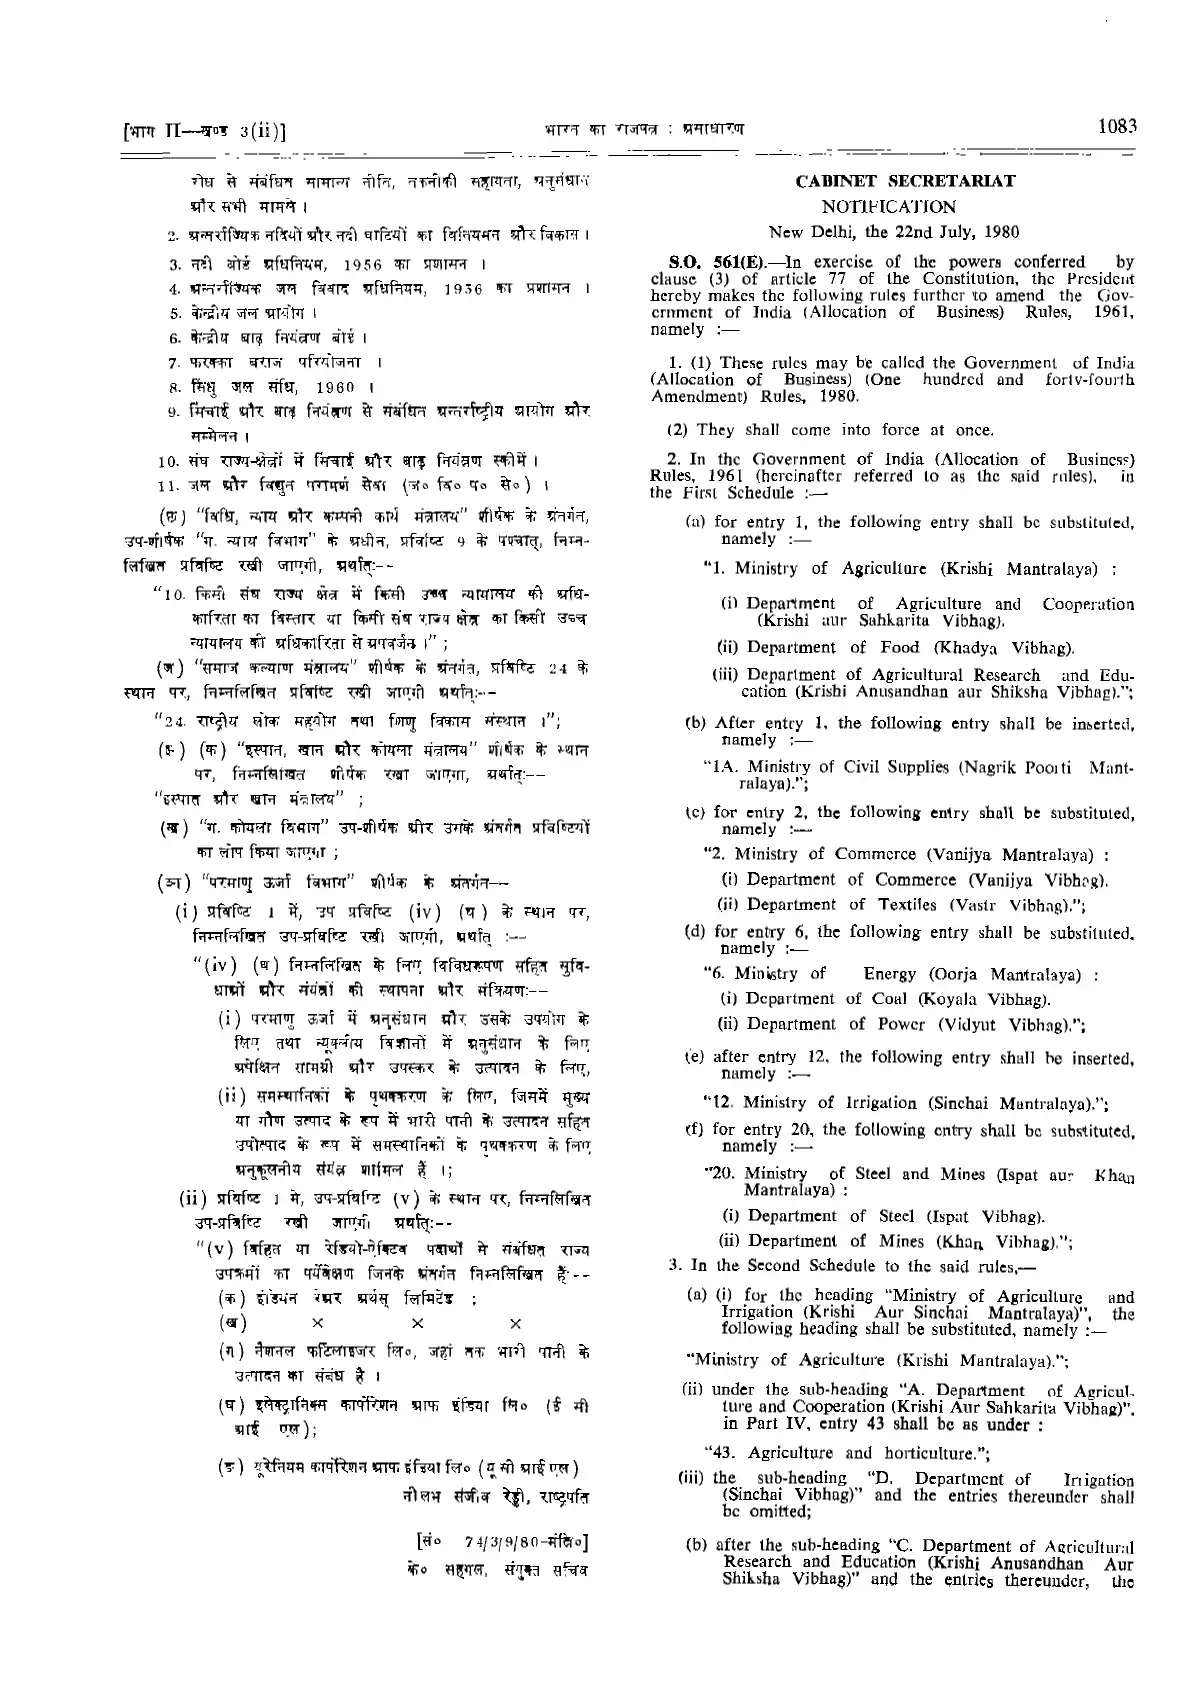 [भाग II—खण्ड 3(ii)]
भारत का राजपत्र : असाधारण
1083
रोध से संबंधित सामान्य नीति, तकनीकी सहायता, अनुसंधान
और सभी मामले ।
2. अन्तर्राज्यिक नदियों और नदी घाटियों का विनियमन और विकास ।
3. नदी बोर्ड अधिनियम, 1956 का प्रशासन ।
4. अन्तर्राज्यिक जल विवाद अधिनियम, 1956 का प्रशासन ।
5. केन्द्रीय जल आयोग ।
6. केन्द्रीय बाढ़ नियंत्रण बोर्ड ।
7. फरक्का बराज परियोजना ।
8. सिंधु जल संधि, 1960 ।
9. सिंचाई और बाढ़ नियंत्रण से संबंधित अन्तर्राष्ट्रीय आयोग और
सम्मेलन ।
10. संघ राज्य-क्षेत्रों में सिंचाई और बाढ़ नियंत्रण स्कीमें ।
11. जल और विद्युत परामर्श सेवा (ज० वि० प० से०) ।
(छ) "विधि, न्याय और कम्पनी कार्य मंत्रालय" शीर्षक के अंतर्गत,
उप-शीर्षक "ग. न्याय विभाग" के अधीन, प्रविष्टि 9 के पश्चात्, निम्न-
लिखित प्रविष्टि रखी जाएगी, अर्थात्:--
"10. किसी संघ राज्य क्षेत्र में किसी उच्च न्यायालय की अधि-
कारिता का विस्तार या किसी संघ राज्य क्षेत्र का किसी उच्च
न्यायालय की अधिकारिता से अपवर्जन ।" ;
(ज) "समाज कल्याण मंत्रालय" शीर्षक के अंतर्गत, प्रविष्टि 24 के
स्थान पर, निम्नलिखित प्रविष्टि रखी जाएगी अर्थात्:--
"24. राष्ट्रीय लोक सहयोग तथा शिशु विकास संस्थान ।";
(झ) (क) "इस्पात, खान और कोयला मंत्रालय" शीर्षक के स्थान
पर, निम्नलिखित शीर्षक रखा जाएगा, अर्थात्:--
"इस्पात और खान मंत्रालय" ;
(ख) "ग. कोयला विभाग" उप-शीर्षक और उसके अंतर्गत प्रविष्टियों
का लोप किया जाएगा ;
(ञ) "परमाणु ऊर्जा विभाग" शीर्षक के अंतर्गत--
(i) प्रविष्टि 1 में, उप प्रविष्टि (iv) (घ) के स्थान पर,
निम्नलिखित उप-प्रविष्टि रखी जाएगी, अर्थात् :--
"(iv) (घ) निम्नलिखित के लिए विविधरूपण सहित सुवि-
धाओं और संयंत्रों की स्थापना और संक्रियण:--
(i) परमाणु ऊर्जा में अनुसंधान और उसके उपयोग के
लिए तथा न्यूक्लीय विज्ञानों में अनुसंधान के लिए
अपेक्षित सामग्री और उपस्कर के उत्पादन के लिए,
(ii) समस्थानिकों के पृथक्करण के लिए, जिसमें मुख्य
या गौण उत्पाद के रूप में भारी पानी के उत्पादन सहित
उपोत्पाद के रूप में समस्थानिकों के पृथक्करण के लिए
अनुकूलनीय संयंत्र शामिल हैं ।;
(ii) प्रविष्टि 1 में, उप-प्रविष्टि (v) के स्थान पर, निम्नलिखित
उप-प्रविष्टि रखी जाएगी अर्थात्:--
"(v) विहित या रेडियो-ऐक्टिव पदार्थों से संबंधित राज्य
उपक्रमों का पर्यवेक्षण जिनके अंतर्गत निम्नलिखित हैं:--
(क) इंडियन रेअर अर्थस् लिमिटेड ;
(ख) × × ×
(ग) नैशनल फर्टिलाइजर लि०, जहां तक भारी पानी के
उत्पादन का संबंध है ।
(घ) इलेक्ट्रानिक्स कार्पोरेशन आफ इंडिया लि० (ई सी
आई एल);
(ङ) यूरेनियम कार्पोरेशन आफ इंडिया लि० (यू सी आई एल)
नीलम संजीव रेड्डी, राष्ट्रपति
[सं० 74/3/9/80-मंत्रि०]
के० सहगल, संयुक्त सचिव
CABINET SECRETARIAT
NOTIFICATION
New Delhi, the 22nd July, 1980
S.O. 561(E).—In exercise of the powers conferred by
clause (3) of article 77 of the Constitution, the President
hereby makes the following rules further to amend the Gov-
ernment of India (Allocation of Business) Rules, 1961,
namely :—
1. (1) These rules may be called the Government of India
(Allocation of Business) (One hundred and forty-fourth
Amendment) Rules, 1980.
(2) They shall come into force at once.
2. In the Government of India (Allocation of Business)
Rules, 1961 (hereinafter referred to as the said rules), in
the First Schedule :—
(a) for entry 1, the following entry shall be substituted,
namely :—
"1. Ministry of Agriculture (Krishi Mantralaya) :
(i) Department of Agriculture and Cooperation
(Krishi aur Sahkarita Vibhag).
(ii) Department of Food (Khadya Vibhag).
(iii) Department of Agricultural Research and Edu-
cation (Krishi Anusandhan aur Shiksha Vibhag).";
(b) After entry 1, the following entry shall be inserted,
namely :—
"1A. Ministry of Civil Supplies (Nagrik Poorti Mant-
ralaya).";
(c) for entry 2, the following entry shall be substituted,
namely :—
"2. Ministry of Commerce (Vanijya Mantralaya) :
(i) Department of Commerce (Vanijya Vibhag).
(ii) Department of Textiles (Vastr Vibhag).";
(d) for entry 6, the following entry shall be substituted.
namely :—
"6. Ministry of Energy (Oorja Mantralaya) :
(i) Department of Coal (Koyala Vibhag).
(ii) Department of Power (Vidyut Vibhag).";
(e) after entry 12, the following entry shall be inserted,
namely :—
"12. Ministry of Irrigation (Sinchai Mantralaya).";
(f) for entry 20, the following entry shall be substituted,
namely :—
"20. Ministry of Steel and Mines (Ispat aur Khan
Mantralaya) :
(i) Department of Steel (Ispat Vibhag).
(ii) Department of Mines (Khan Vibhag).";
3. In the Second Schedule to the said rules,—
(a) (i) for the heading "Ministry of Agriculture and
Irrigation (Krishi Aur Sinchai Mantralaya)", the
following heading shall be substituted, namely :—
"Ministry of Agriculture (Krishi Mantralaya).";
(ii) under the sub-heading "A. Department of Agricul-
ture and Cooperation (Krishi Aur Sahkarita Vibhag)".
in Part IV, entry 43 shall be as under :
"43. Agriculture and horticulture.";
(iii) the sub-heading "D. Department of Irrigation
(Sinchai Vibhag)" and the entries thereunder shall
be omitted;
(b) after the sub-heading "C. Department of Agricultural
Research and Education (Krishi Anusandhan Aur
Shiksha Vibhag)" and the entries thereunder, the